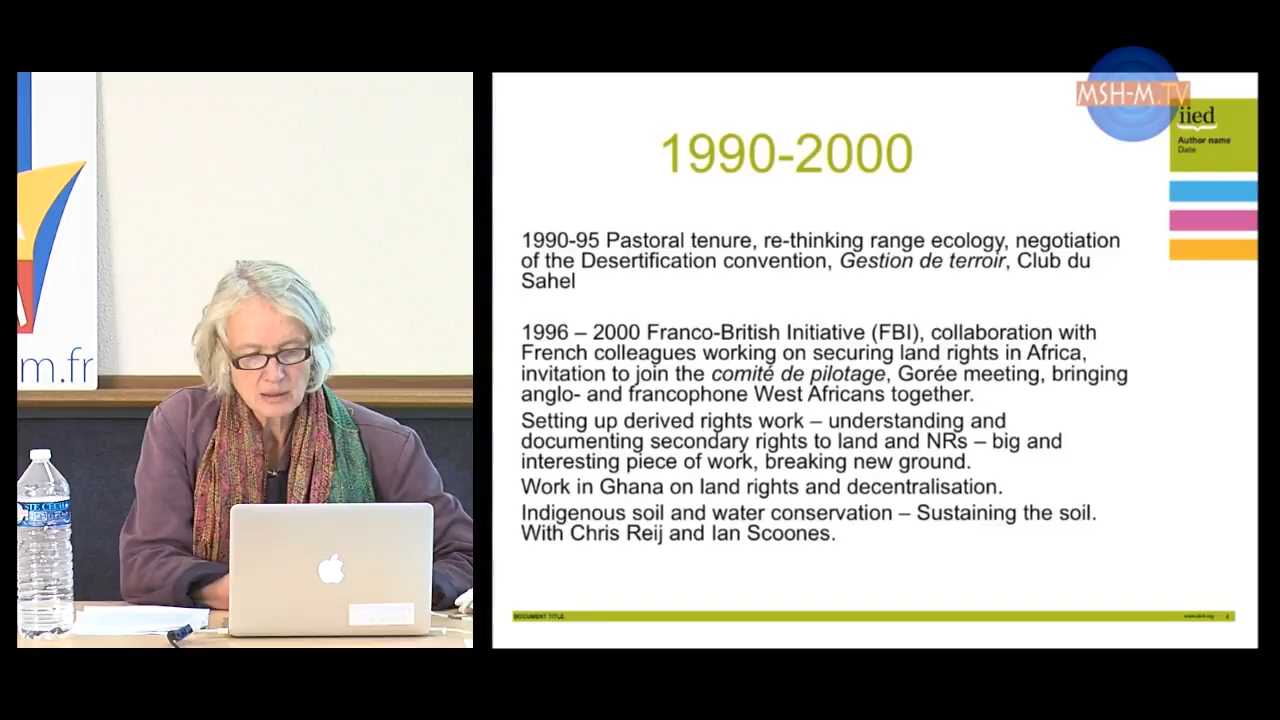 m.fr
MSH-M.TV
iied
Author name
Date
1990-2000
1990-95 Pastoral tenure, re-thinking range ecology, negotiation
of the Desertification convention, Gestion de terroir, Club du
Sahel
1996 – 2000 Franco-British Initiative (FBI), collaboration with
French colleagues working on securing land rights in Africa,
invitation to join the comité de pilotage, Gorée meeting, bringing
anglo- and francophone West Africans together.
Setting up derived rights work – understanding and
documenting secondary rights to land and NRs – big and
interesting piece of work, breaking new ground.
Work in Ghana on land rights and decentralisation.
Indigenous soil and water conservation – Sustaining the soil.
With Chris Reij and Ian Scoones.
DOCUMENT TITLE